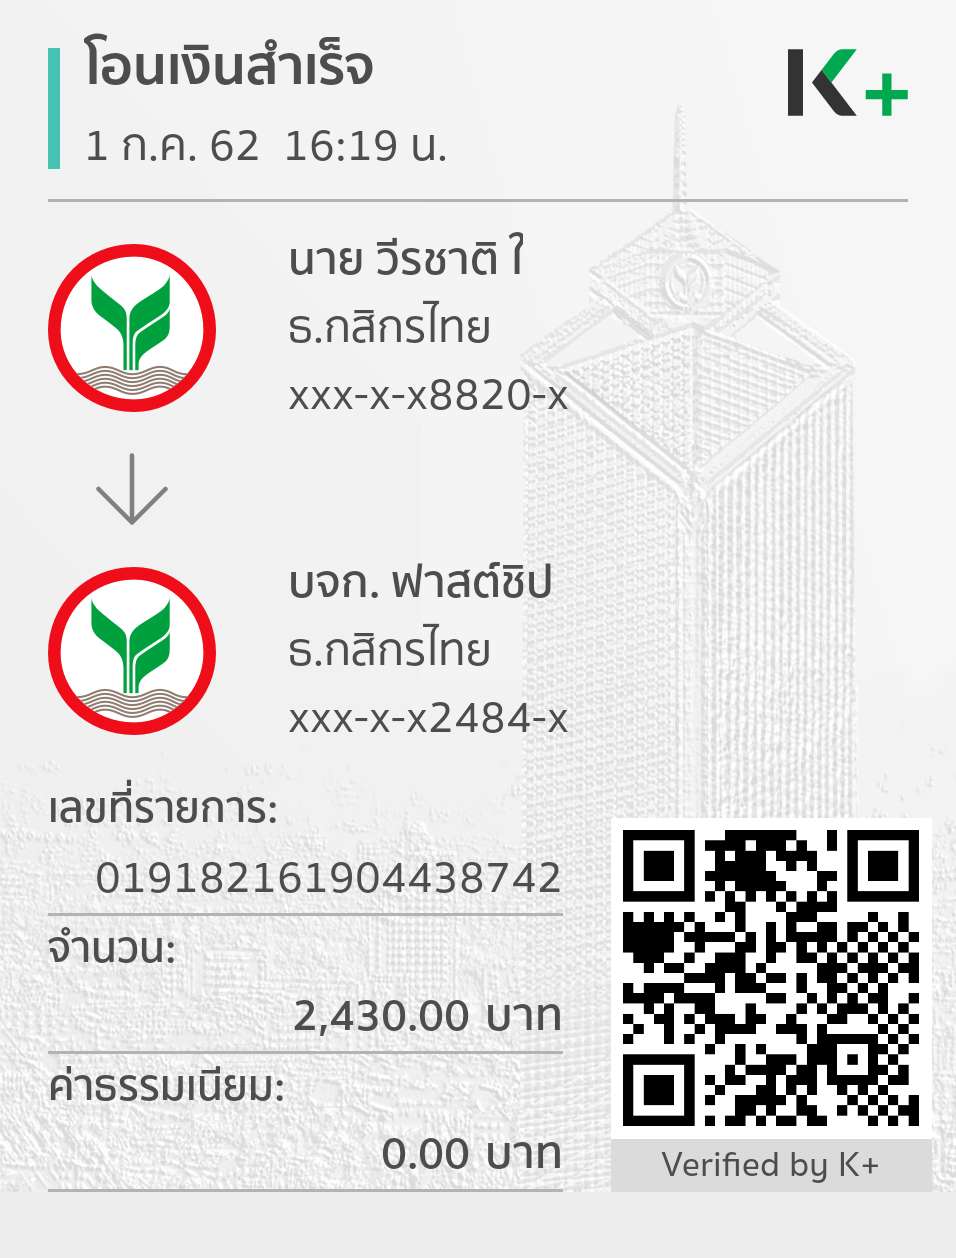 โอนเงินสำเร็จ
K+
1 ก.ค. 62 16:19 น.
นาย วีรชาติ ใ
ธ.กสิกรไทย
xxx-x-x8820-x
บจก. ฟาสต์ชิป
ธ.กสิกรไทย
xxx-x-x2484-x
เลขที่รายการ:
019182161904438742
จำนวน:
2,430.00 บาท
ค่าธรรมเนียม:
0.00 บาท
Verified by K+